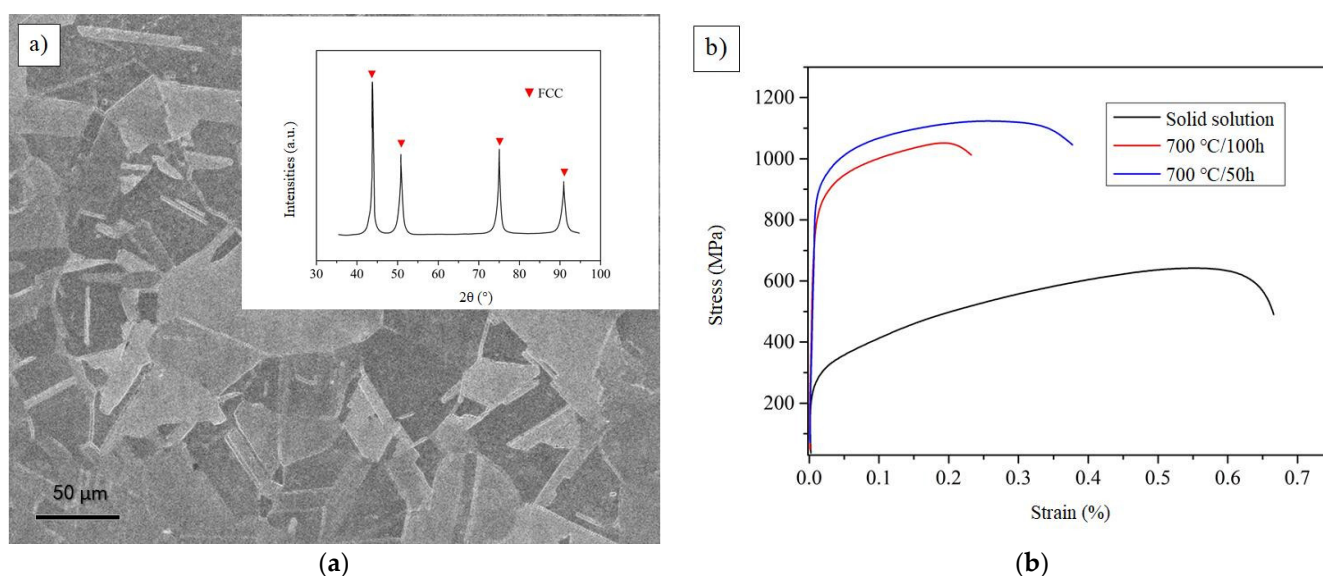 a)
Intensities (a.u.)
FCC
30 40 50 60 70 80 90 100
2θ (°)
50 μm
(a)
b)
Stress (MPa)
1200
1000
800
600
400
200
Solid solution
700 °C/100h
700 °C/50h
0.0 0.1 0.2 0.3 0.4 0.5 0.6 0.7
Strain (%)
(b)